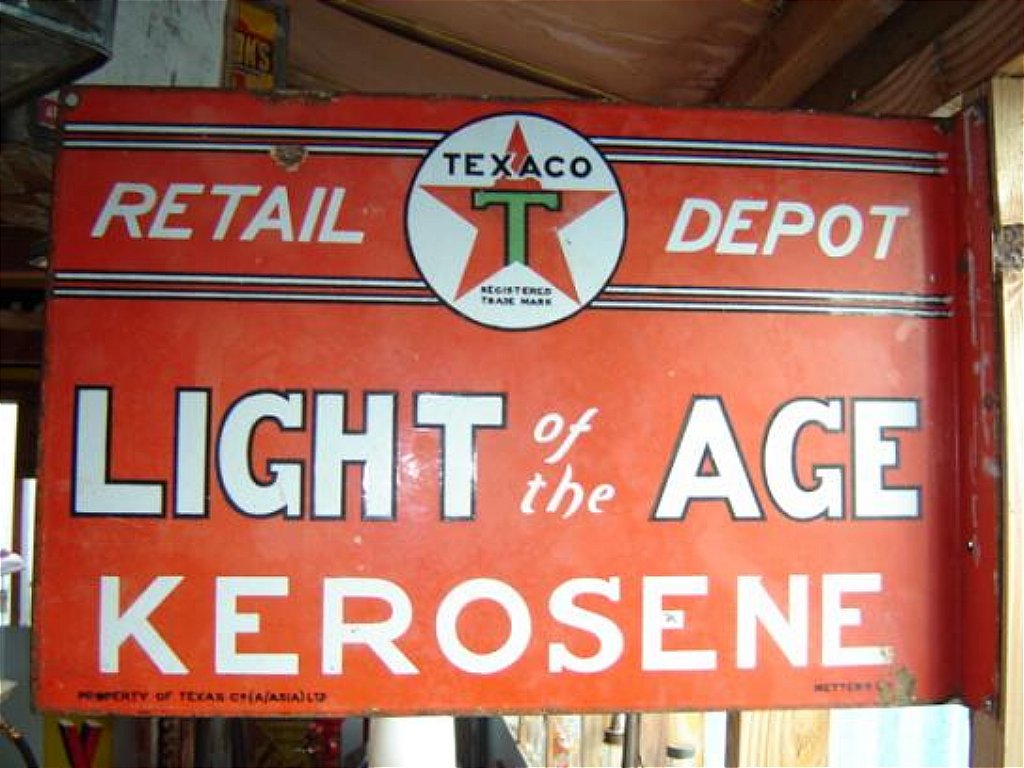 TEXACO
T
REGISTERED
TRADE MARK
RETAIL DEPOT
LIGHT of the AGE
KEROSENE
PROPERTY OF TEXAS Cº (A/ASIA) LTD